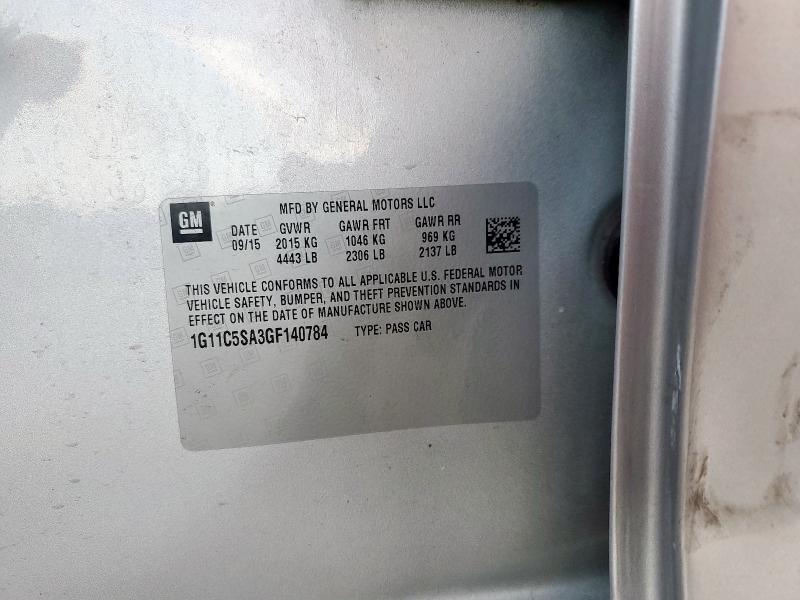 GM
MFD BY GENERAL MOTORS LLC
DATE GVWR GAWR FRT GAWR RR
09/15 2015 KG 1046 KG 969 KG
4443 LB 2306 LB 2137 LB
THIS VEHICLE CONFORMS TO ALL APPLICABLE U.S. FEDERAL MOTOR
VEHICLE SAFETY, BUMPER, AND THEFT PREVENTION STANDARDS IN
EFFECT ON THE DATE OF MANUFACTURE SHOWN ABOVE.
1G11C5SA3GF140784 TYPE: PASS CAR